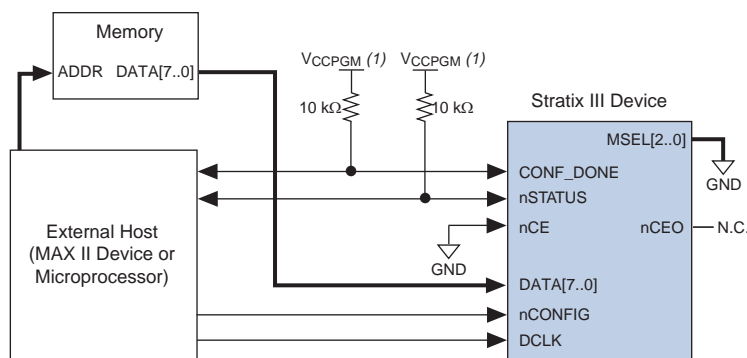 Memory
ADDR DATA[7..0]
VCCPGM (1) VCCPGM (1)
10 kΩ 10 kΩ
Stratix III Device
MSEL[2..0]
GND
CONF_DONE
nSTATUS
nCE nCEO N.C.
GND
External Host
(MAX II Device or
Microprocessor)
DATA[7..0]
nCONFIG
DCLK